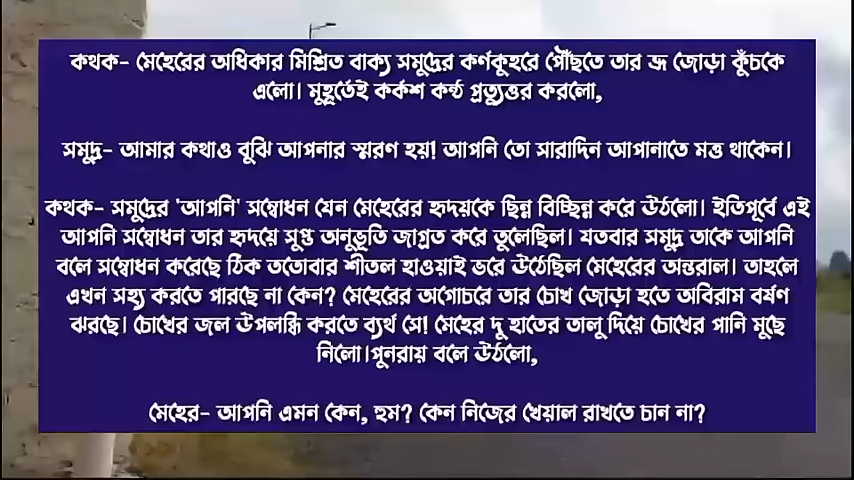 কথক- মেহেরের অধিকার মিশ্রিত বাক্য সমুদ্রের কর্ণকুহরে পৌঁছতে তার ভ্রু জোড়া কুঁচকে
এলো। মুহূর্তেই কর্কশ কন্ঠ প্রত্যুত্তর করলো,
সমুদ্র- আমার কথাও বুঝি আপনার স্মরণ হয়! আপনি তো সারাদিন আপানাতে মত্ত থাকেন।
কথক- সমুদ্রের 'আপনি' সম্বোধন যেন মেহেরের হৃদয়কে ছিন্ন বিচ্ছিন্ন করে উঠলো। ইতিপূর্বে এই
আপনি সম্বোধন তার হৃদয়ে সুপ্ত অনুভূতি জাগ্রত করে তুলেছিল। যতবার সমুদ্র তাকে আপনি
বলে সম্বোধন করেছে ঠিক ততোবার শীতল হাওয়াই ভরে উঠেছিল মেহেরের অন্তরাল। তাহলে
এখন সহ্য করতে পারছে না কেন? মেহেরের অগোচরে তার চোখ জোড়া হতে অবিরাম বর্ষণ
ঝরছে। চোখের জল উপলব্ধি করতে ব্যর্থ সে! মেহের দু হাতের তালু দিয়ে চোখের পানি মুছে
নিলো।পুনরায় বলে উঠলো,
মেহের- আপনি এমন কেন, হুম? কেন নিজের খেয়াল রাখতে চান না?